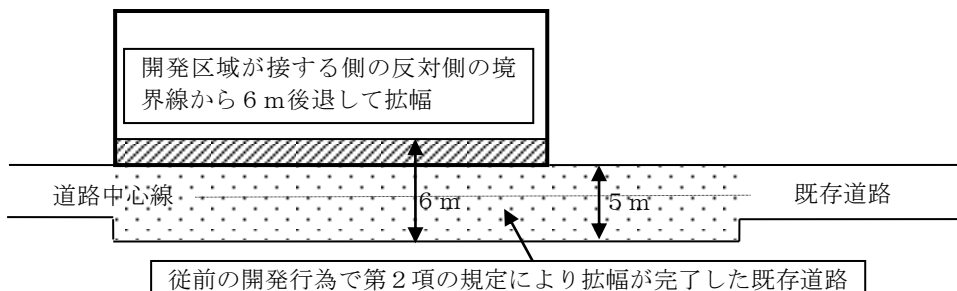 開発区域が接する側の反対側の境
界線から６ｍ後退して拡幅
道路中心線
６ｍ
５ｍ
既存道路
従前の開発行為で第２項の規定により拡幅が完了した既存道路